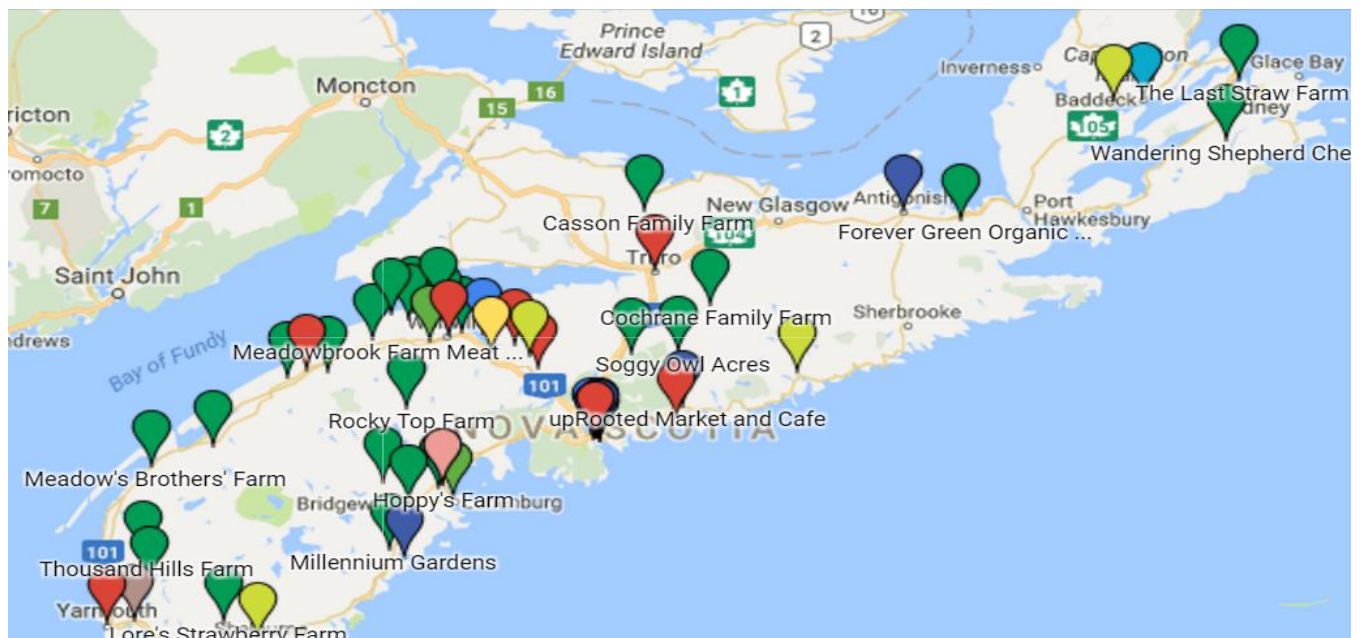 Prince
Edward Island
2
16
Inverness
Glace Bay
Moncton
16
15
1
Baddeck
The Last Straw Farm
105
Wandering Shepherd Che
2
7
1
Casson Family Farm
New Glasgow
Antigonish
Port
Hawkesbury
Forever Green Organic ...
104
Truro
Saint John
Cochrane Family Farm
Sherbrooke
Bay of Fundy
Meadowbrook Farm Meat ...
Soggy Owl Acres
101
Rocky Top Farm
upRooted Market and Cafe
NOVA SCOTIA
Meadow's Brothers' Farm
Hoppy's Farm
Millennium Gardens
101
Thousand Hills Farm
Yarmouth
Lore's Strawberry Farm